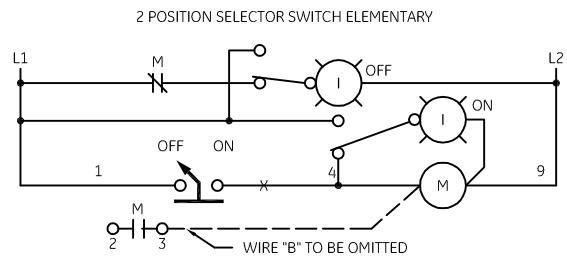 2 POSITION SELECTOR SWITCH ELEMENTARY
L1
M
I
OFF
L2
I
ON
OFF ON
1
X
4
M
9
M
2
3
WIRE "B" TO BE OMITTED